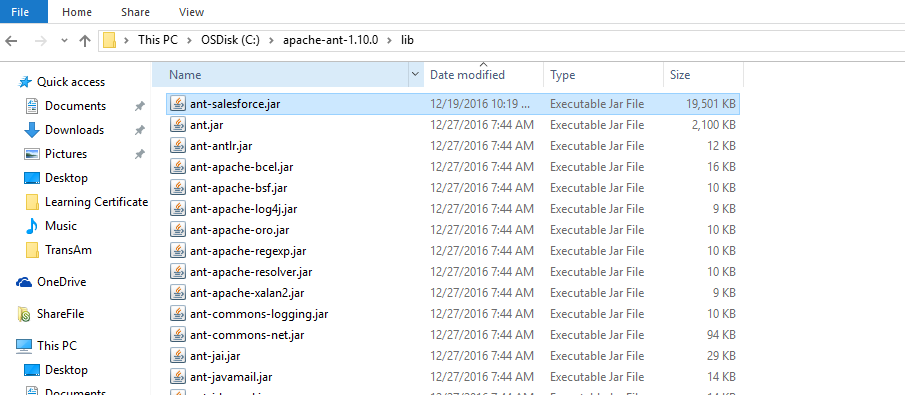 File Home Share View
This PC OSDisk (C:) apache-ant-1.10.0 lib
Name Date modified Type Size
Quick access
Documents
Downloads
Pictures
Desktop
Learning Certificate
Music
TransAm
OneDrive
ShareFile
This PC
Desktop
Documents
ant-salesforce.jar 12/19/2016 10:19 ... Executable Jar File 19,501 KB
ant.jar 12/27/2016 7:44 AM Executable Jar File 2,100 KB
ant-antlr.jar 12/27/2016 7:44 AM Executable Jar File 12 KB
ant-apache-bcel.jar 12/27/2016 7:44 AM Executable Jar File 16 KB
ant-apache-bsf.jar 12/27/2016 7:44 AM Executable Jar File 10 KB
ant-apache-log4j.jar 12/27/2016 7:44 AM Executable Jar File 9 KB
ant-apache-oro.jar 12/27/2016 7:44 AM Executable Jar File 10 KB
ant-apache-regexp.jar 12/27/2016 7:44 AM Executable Jar File 10 KB
ant-apache-resolver.jar 12/27/2016 7:44 AM Executable Jar File 10 KB
ant-apache-xalan2.jar 12/27/2016 7:44 AM Executable Jar File 9 KB
ant-commons-logging.jar 12/27/2016 7:44 AM Executable Jar File 10 KB
ant-commons-net.jar 12/27/2016 7:44 AM Executable Jar File 94 KB
ant-jai.jar 12/27/2016 7:44 AM Executable Jar File 29 KB
ant-javamail.jar 12/27/2016 7:44 AM Executable Jar File 14 KB